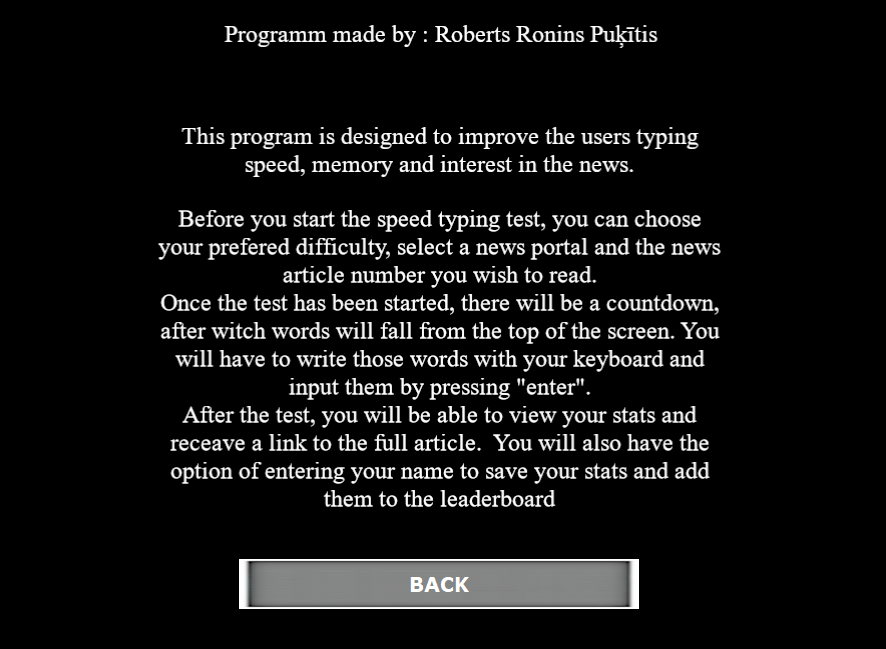 Programm made by : Roberts Ronins Puķītis
This program is designed to improve the users typing
speed, memory and interest in the news.
Before you start the speed typing test, you can choose
your prefered difficulty, select a news portal and the news
article number you wish to read.
Once the test has been started, there will be a countdown,
after witch words will fall from the top of the screen. You
will have to write those words with your keyboard and
input them by pressing "enter".
After the test, you will be able to view your stats and
receave a link to the full article.  You will also have the
option of entering your name to save your stats and add
them to the leaderboard
BACK